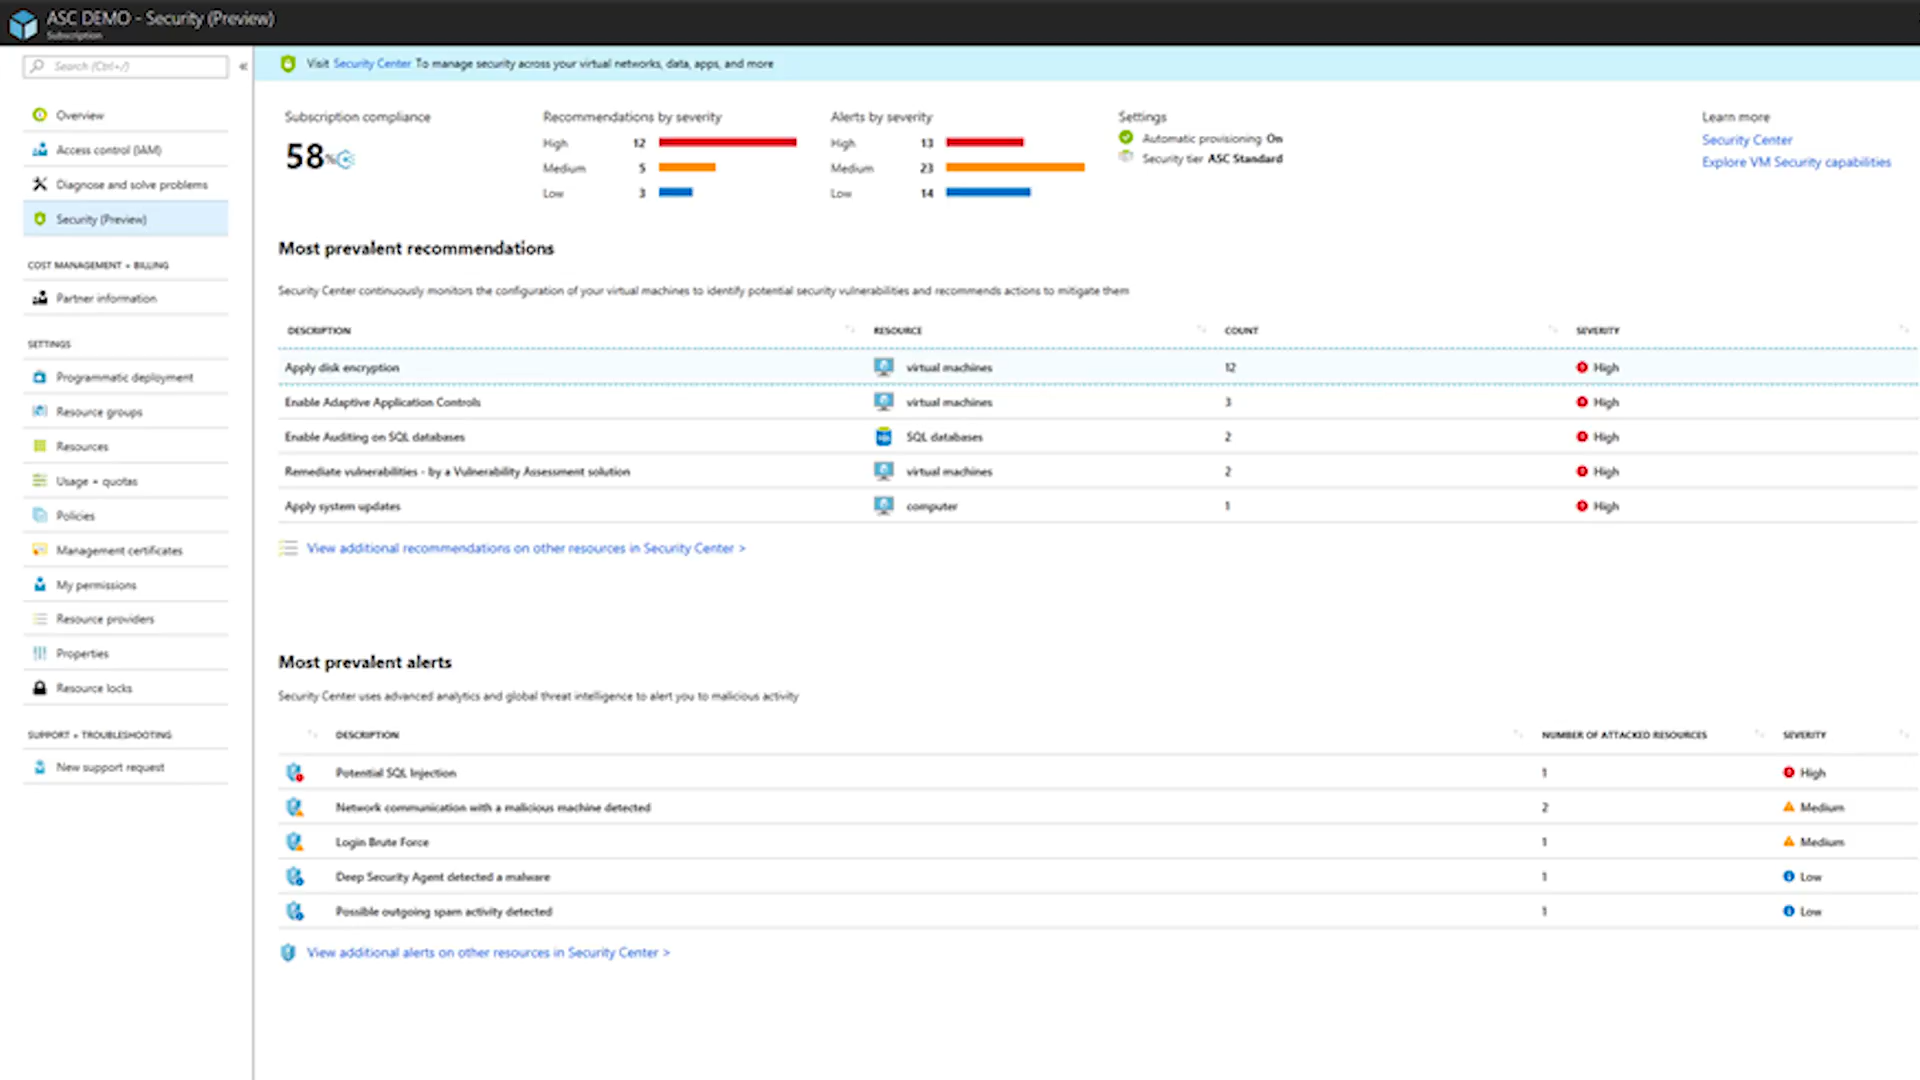 ASC DEMO - Security (Preview)
Subscription
Search (Ctrl+/)
Overview
Access control (IAM)
Diagnose and solve problems
Security (Preview)
COST MANAGEMENT + BILLING
Partner information
SETTINGS
Programmatic deployment
Resource groups
Resources
Usage + quotas
Policies
Management certificates
My permissions
Resource providers
Properties
Resource locks
SUPPORT + TROUBLESHOOTING
New support request
Visit Security Center To manage security across your virtual networks, data, apps, and more
Subscription compliance
58%
Recommendations by severity
High 12
Medium 5
Low 3
Alerts by severity
High 13
Medium 23
Low 14
Settings
Automatic provisioning On
Security tier ASC Standard
Learn more
Security Center
Explore VM Security capabilities
Most prevalent recommendations
Security Center continuously monitors the configuration of your virtual machines to identify potential security vulnerabilities and recommends actions to mitigate them
DESCRIPTION RESOURCE COUNT SEVERITY
Apply disk encryption virtual machines 12 High
Enable Adaptive Application Controls virtual machines 3 High
Enable Auditing on SQL databases SQL databases 2 High
Remediate vulnerabilities - by a Vulnerability Assessment solution virtual machines 2 High
Apply system updates computer 1 High
View additional recommendations on other resources in Security Center >
Most prevalent alerts
Security Center uses advanced analytics and global threat intelligence to alert you to malicious activity
DESCRIPTION NUMBER OF ATTACKED RESOURCES SEVERITY
Potential SQL Injection 1 High
Network communication with a malicious machine detected 2 Medium
Login Brute Force 1 Medium
Deep Security Agent detected a malware 1 Low
Possible outgoing spam activity detected 1 Low
View additional alerts on other resources in Security Center >